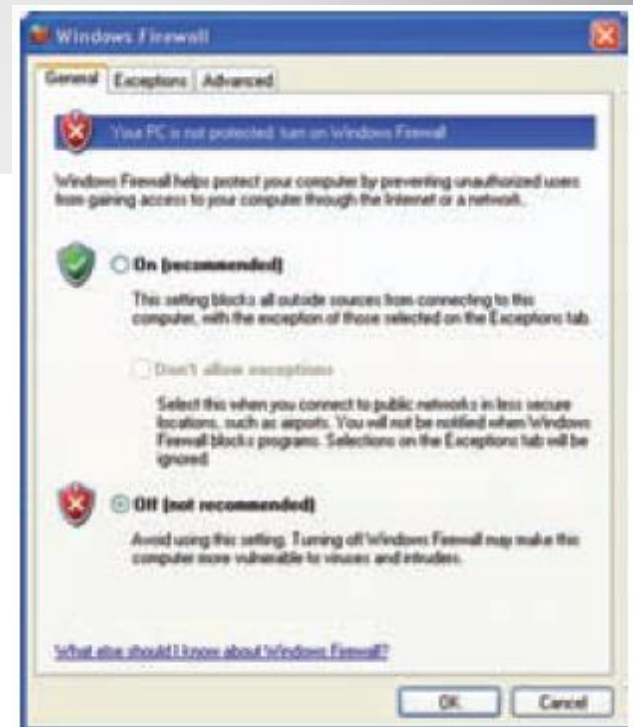 Windows Firewall
General Exceptions Advanced
Your PC is not protected: turn on Windows Firewall
Windows Firewall helps protect your computer by preventing unauthorized users
from gaining access to your computer through the Internet or a network.
On (recommended)
This setting blocks all outside sources from connecting to this
computer, with the exception of those selected on the Exceptions tab.
Don't allow exceptions
Select this when you connect to public networks in less secure
locations, such as airports. You will not be notified when Windows
Firewall blocks programs. Selections on the Exceptions tab will be
ignored.
Off (not recommended)
Avoid using this setting. Turning off Windows Firewall may make this
computer more vulnerable to viruses and intruders.
What else should I know about Windows Firewall?
OK Cancel